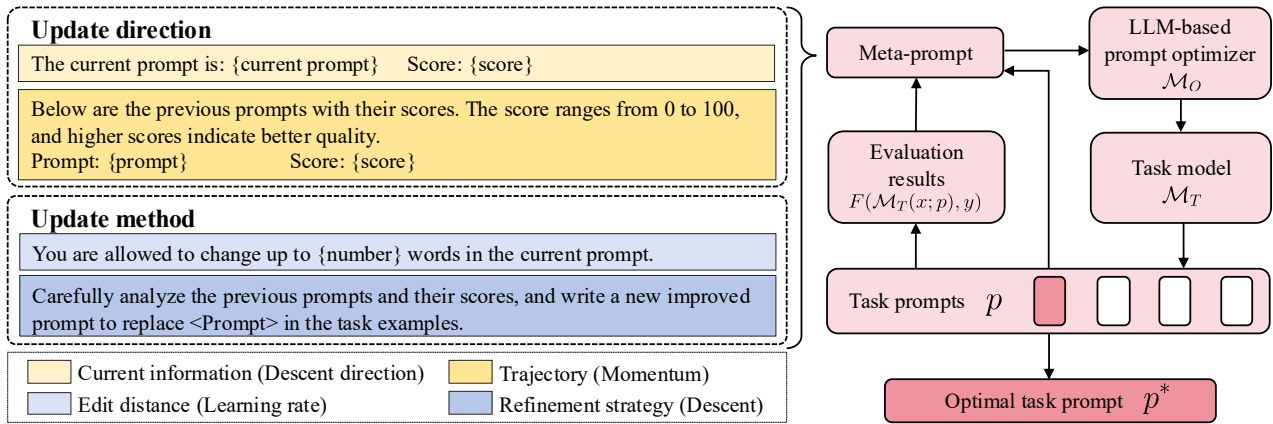 Update direction
The current prompt is: {current prompt} Score: {score}
Below are the previous prompts with their scores. The score ranges from 0 to 100,
and higher scores indicate better quality.
Prompt: {prompt} Score: {score}
Update method
You are allowed to change up to {number} words in the current prompt.
Carefully analyze the previous prompts and their scores, and write a new improved
prompt to replace <Prompt> in the task examples.
Current information (Descent direction)
Trajectory (Momentum)
Edit distance (Learning rate)
Refinement strategy (Descent)
Meta-prompt
LLM-based
prompt optimizer
ℳ_O
Evaluation
results
F(ℳ_T(x; p), y)
Task model
ℳ_T
Task prompts p
Optimal task prompt p*